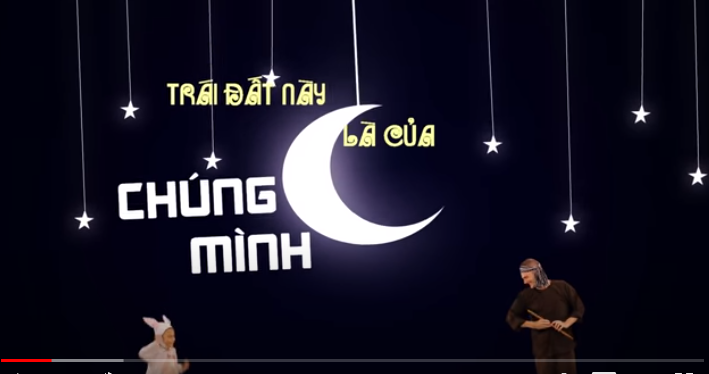 TRÁI ĐẤT NÀY
LÀ CỦA
CHÚNG
MÌNH